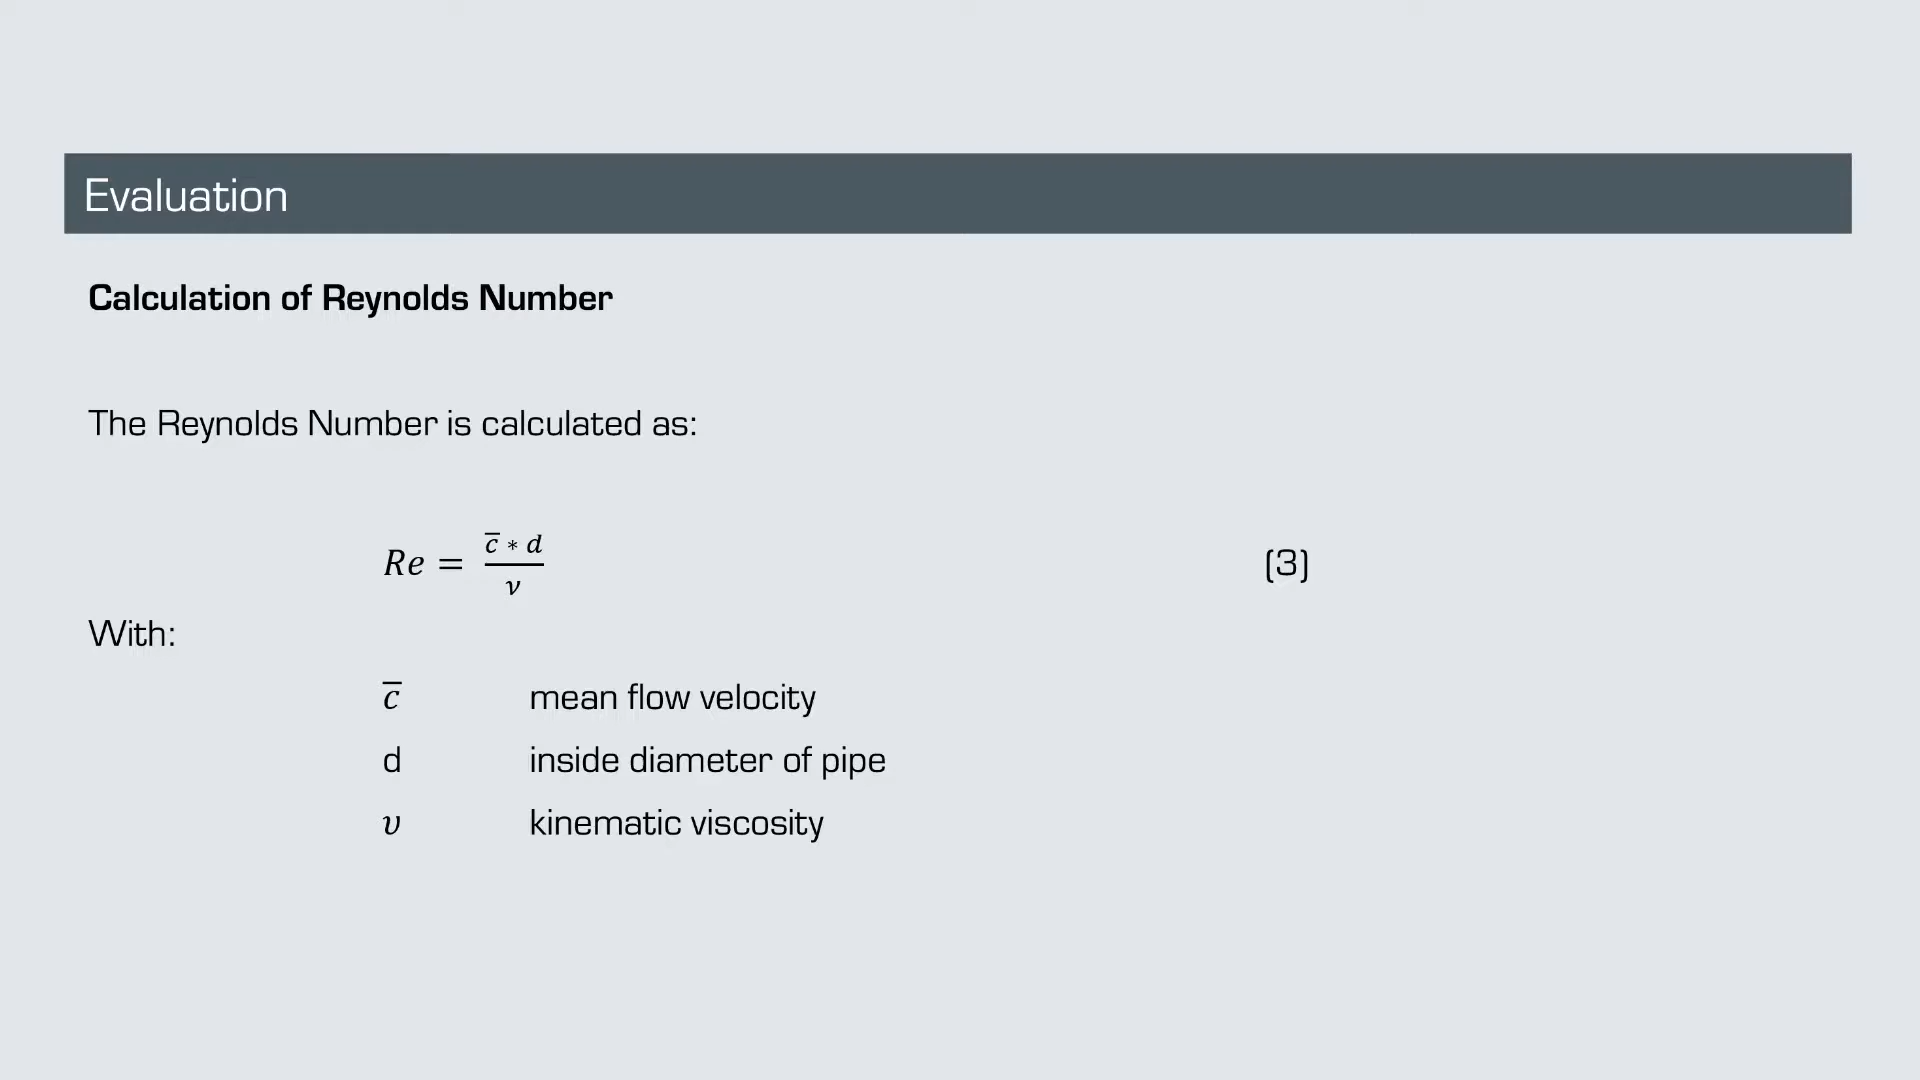 Evaluation
Calculation of Reynolds Number
The Reynolds Number is calculated as:
Re = c̅ * d / ν (3)
With:
c̅ mean flow velocity
d inside diameter of pipe
υ kinematic viscosity